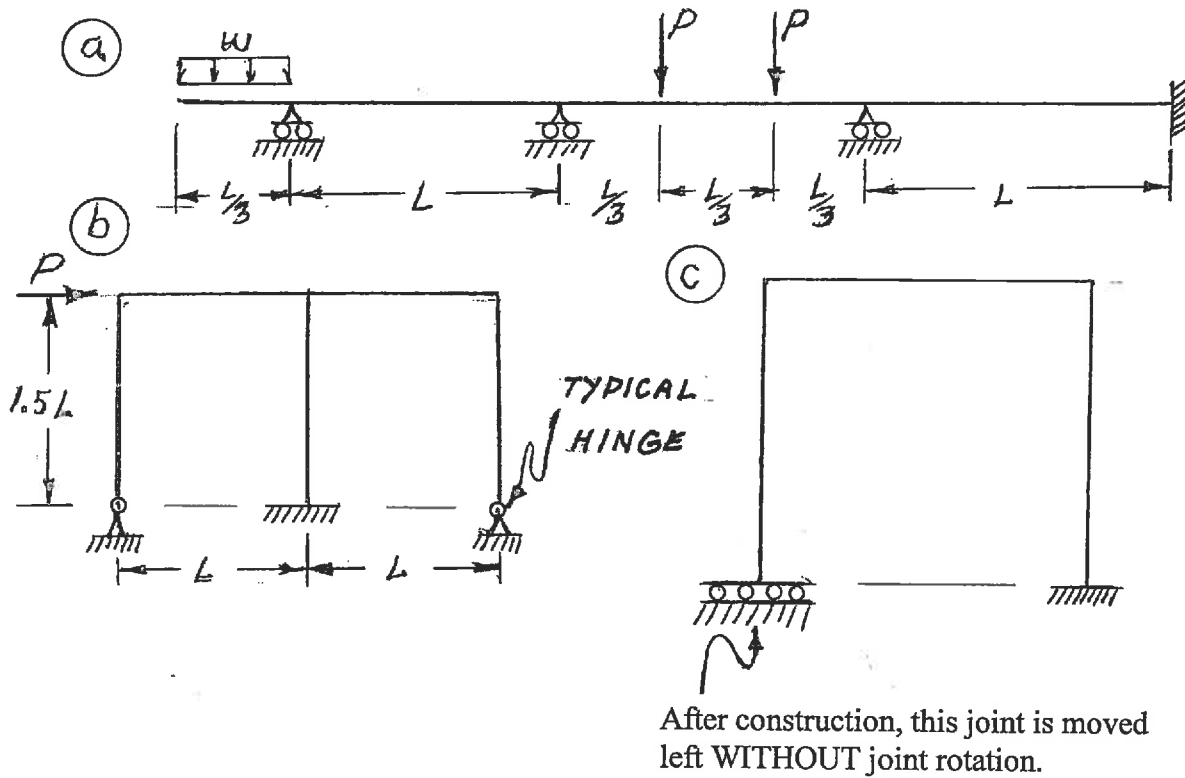 a
w
P P
L/3 L L/3 L/3 L/3 L
b
P
1.5L
TYPICAL
HINGE
L L
c
After construction, this joint is moved
left WITHOUT joint rotation.